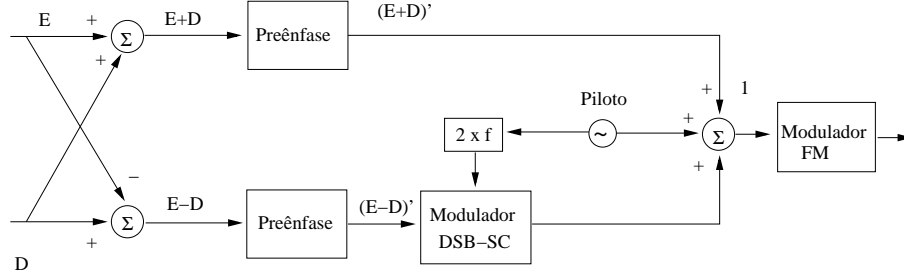 E
+
Σ
+
E+D
Preênfase
(E+D)'
Piloto
~
2 x f
+
1
+
Σ
+
Modulador
FM
−
Σ
+
E−D
Preênfase
(E−D)'
Modulador
DSB−SC
D